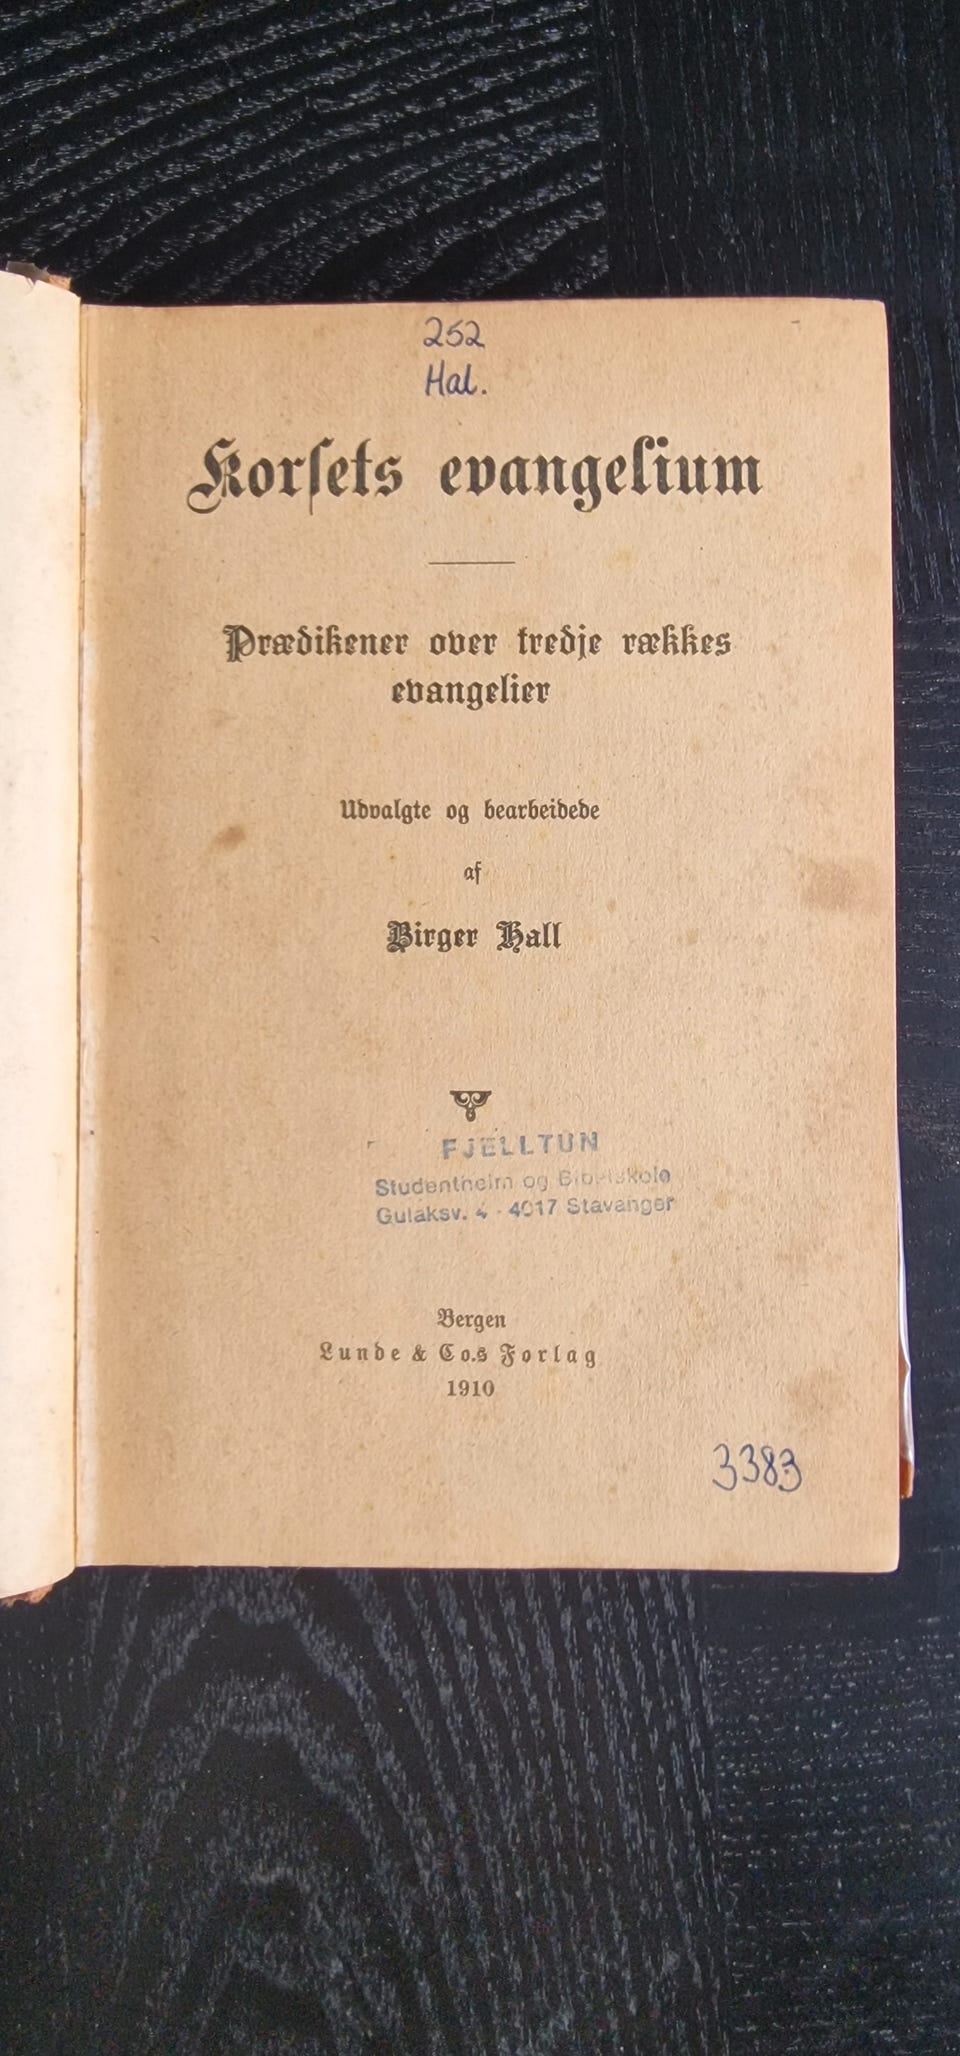 252
Hal.
Korſets evangelium
Prædikener over tredje rækkes
evangelier
Udvalgte og bearbeidede
af
Birger Hall
FJELLTUN
Studentheim og Bibelskole
Gulaksv. 4 - 4017 Stavanger
Bergen
Lunde & Co.s Forlag
1910
3383